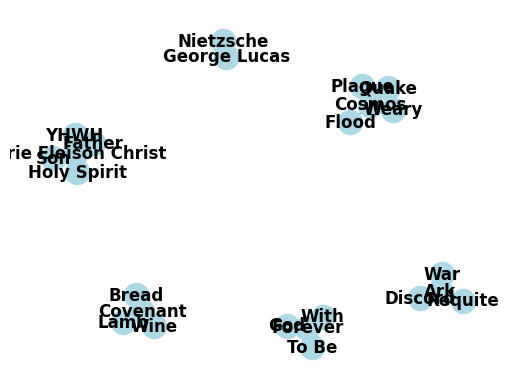 Nietzsche
George Lucas
Plague
Quake
Cosmos
Weary
Flood
YHWH
Father
rie Eleison Christ
Son
Holy Spirit
War
Ark
Discord
Requite
Bread
Covenant
Lamb
Wine
With
God
Forever
To Be